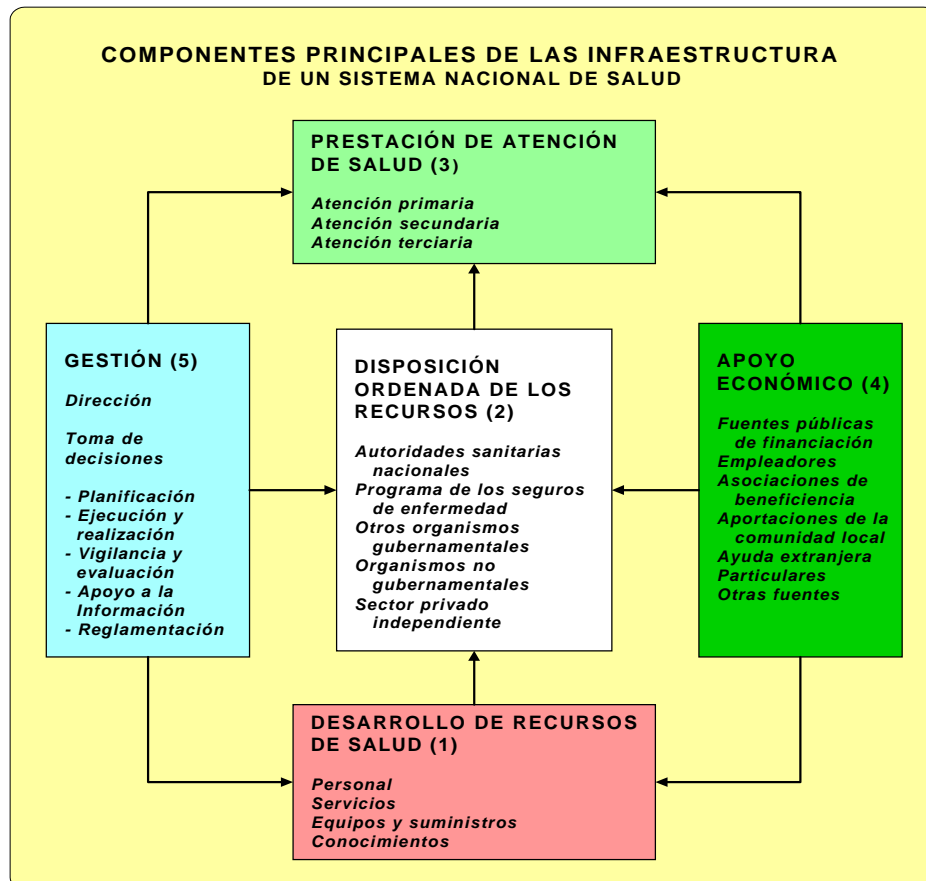 COMPONENTES PRINCIPALES DE LAS INFRAESTRUCTURA
DE UN SISTEMA NACIONAL DE SALUD
PRESTACIÓN DE ATENCIÓN
DE SALUD (3)
Atención primaria
Atención secundaria
Atención terciaria
GESTIÓN (5)
Dirección
Toma de
decisiones
- Planificación
- Ejecución y
realización
- Vigilancia y
evaluación
- Apoyo a la
Información
- Reglamentación
DISPOSICIÓN
ORDENADA DE LOS
RECURSOS (2)
Autoridades sanitarias
nacionales
Programa de los seguros
de enfermedad
Otros organismos
gubernamentales
Organismos no
gubernamentales
Sector privado
independiente
APOYO
ECONÓMICO (4)
Fuentes públicas
de financiación
Empleadores
Asociaciones de
beneficiencia
Aportaciones de la
comunidad local
Ayuda extranjera
Particulares
Otras fuentes
DESARROLLO DE RECURSOS
DE SALUD (1)
Personal
Servicios
Equipos y suministros
Conocimientos